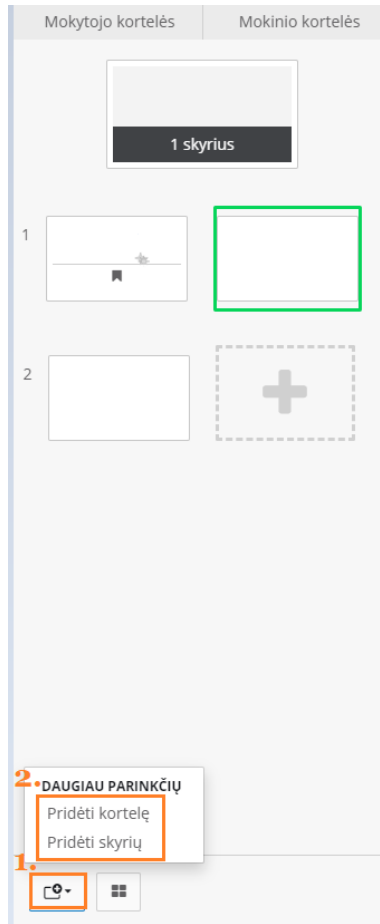 Mokytojo kortelės Mokinio kortelės
1 skyrius
1
2
2.
DAUGIAU PARINKČIŲ
Pridėti kortelę
Pridėti skyrių
1.